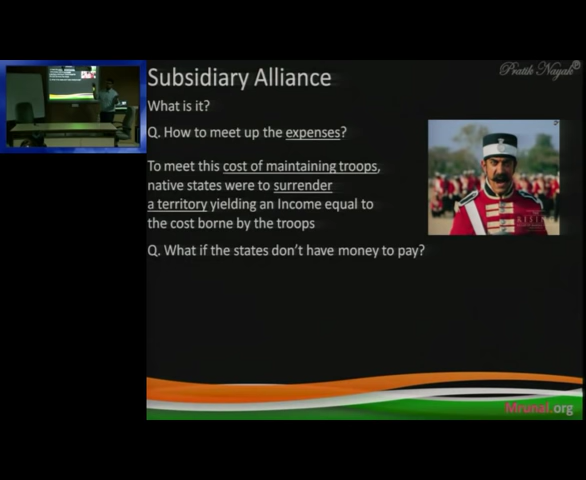 Subsidiary Alliance
Pratik Nayak
What is it?
Q. How to meet up the expenses?
To meet this cost of maintaining troops,
native states were to surrender
a territory yielding an Income equal to
the cost borne by the troops
Q. What if the states don't have money to pay?
Mrunal.org